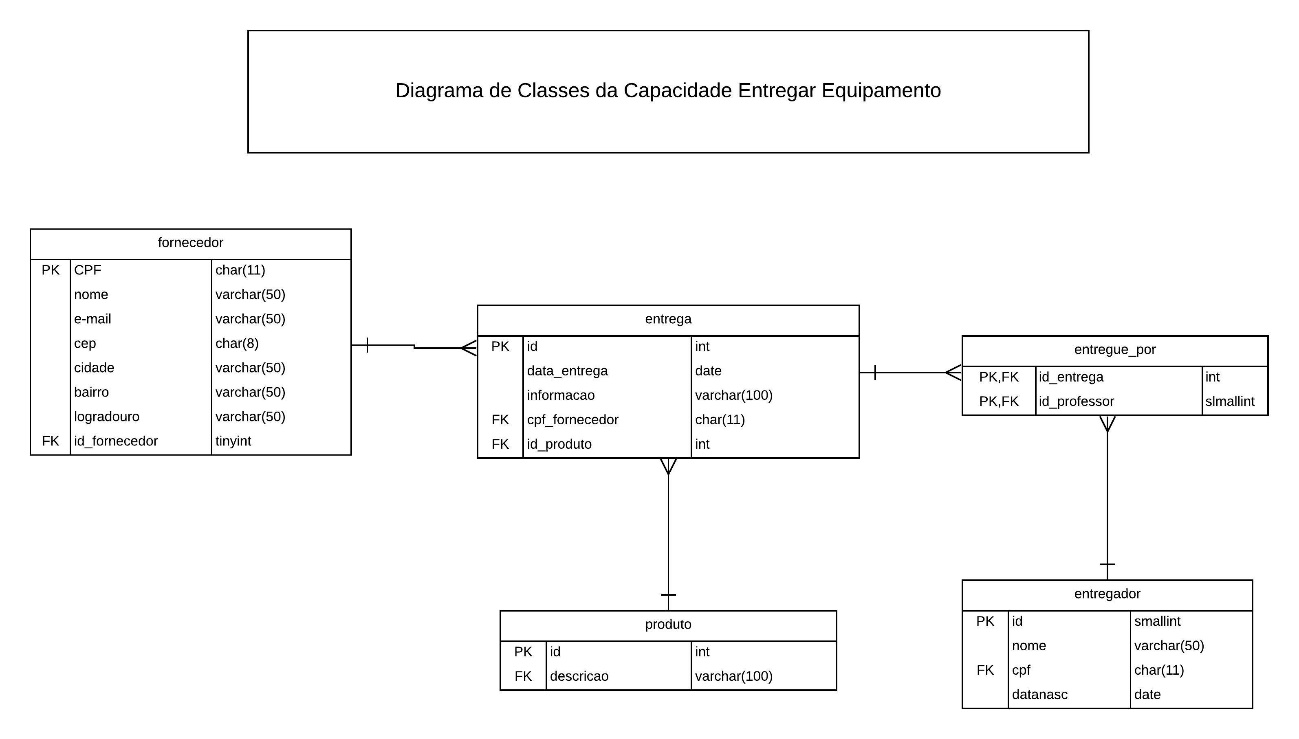 Diagrama de Classes da Capacidade Entregar Equipamento
fornecedor
PK CPF char(11)
nome varchar(50)
e-mail varchar(50)
cep char(8)
cidade varchar(50)
bairro varchar(50)
logradouro varchar(50)
FK id_fornecedor tinyint
entrega
PK id int
data_entrega date
informacao varchar(100)
FK cpf_fornecedor char(11)
FK id_produto int
entregue_por
PK,FK id_entrega int
PK,FK id_professor slmallint
produto
PK id int
FK descricao varchar(100)
entregador
PK id smallint
nome varchar(50)
FK cpf char(11)
datanasc date